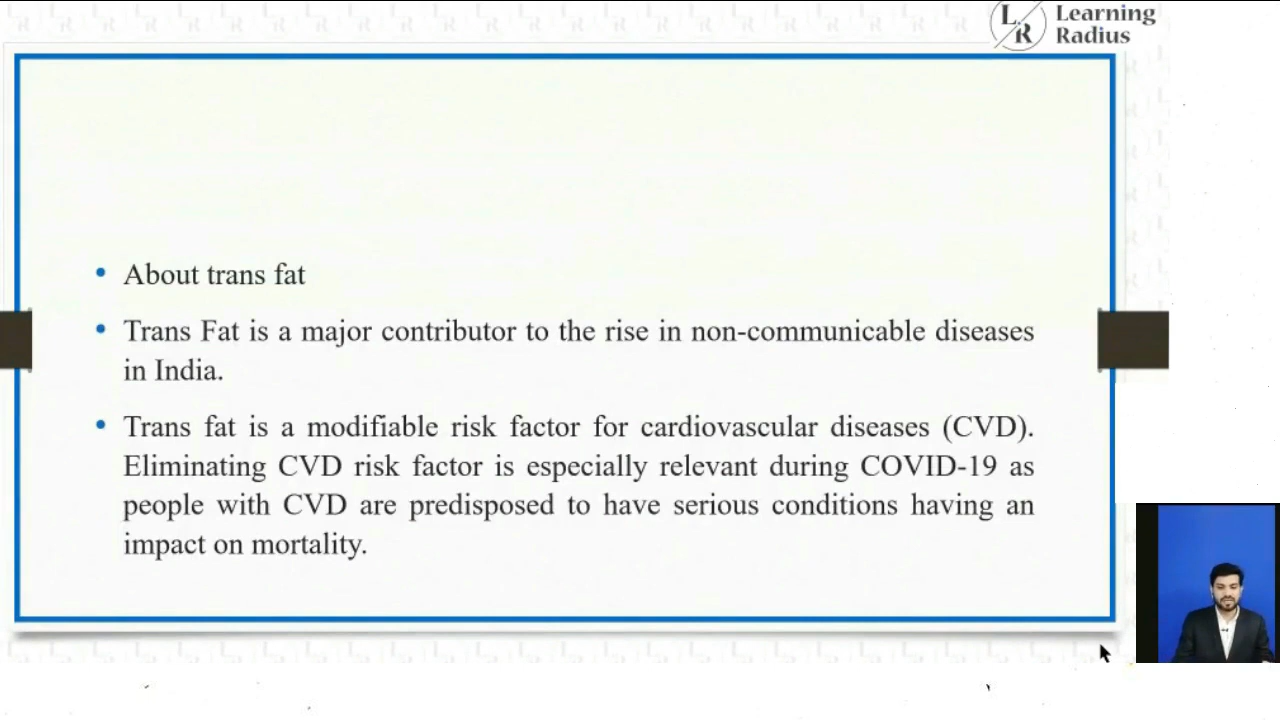 L
R
Learning
Radius
• About trans fat
• Trans Fat is a major contributor to the rise in non-communicable diseases
in India.
• Trans fat is a modifiable risk factor for cardiovascular diseases (CVD).
Eliminating CVD risk factor is especially relevant during COVID-19 as
people with CVD are predisposed to have serious conditions having an
impact on mortality.